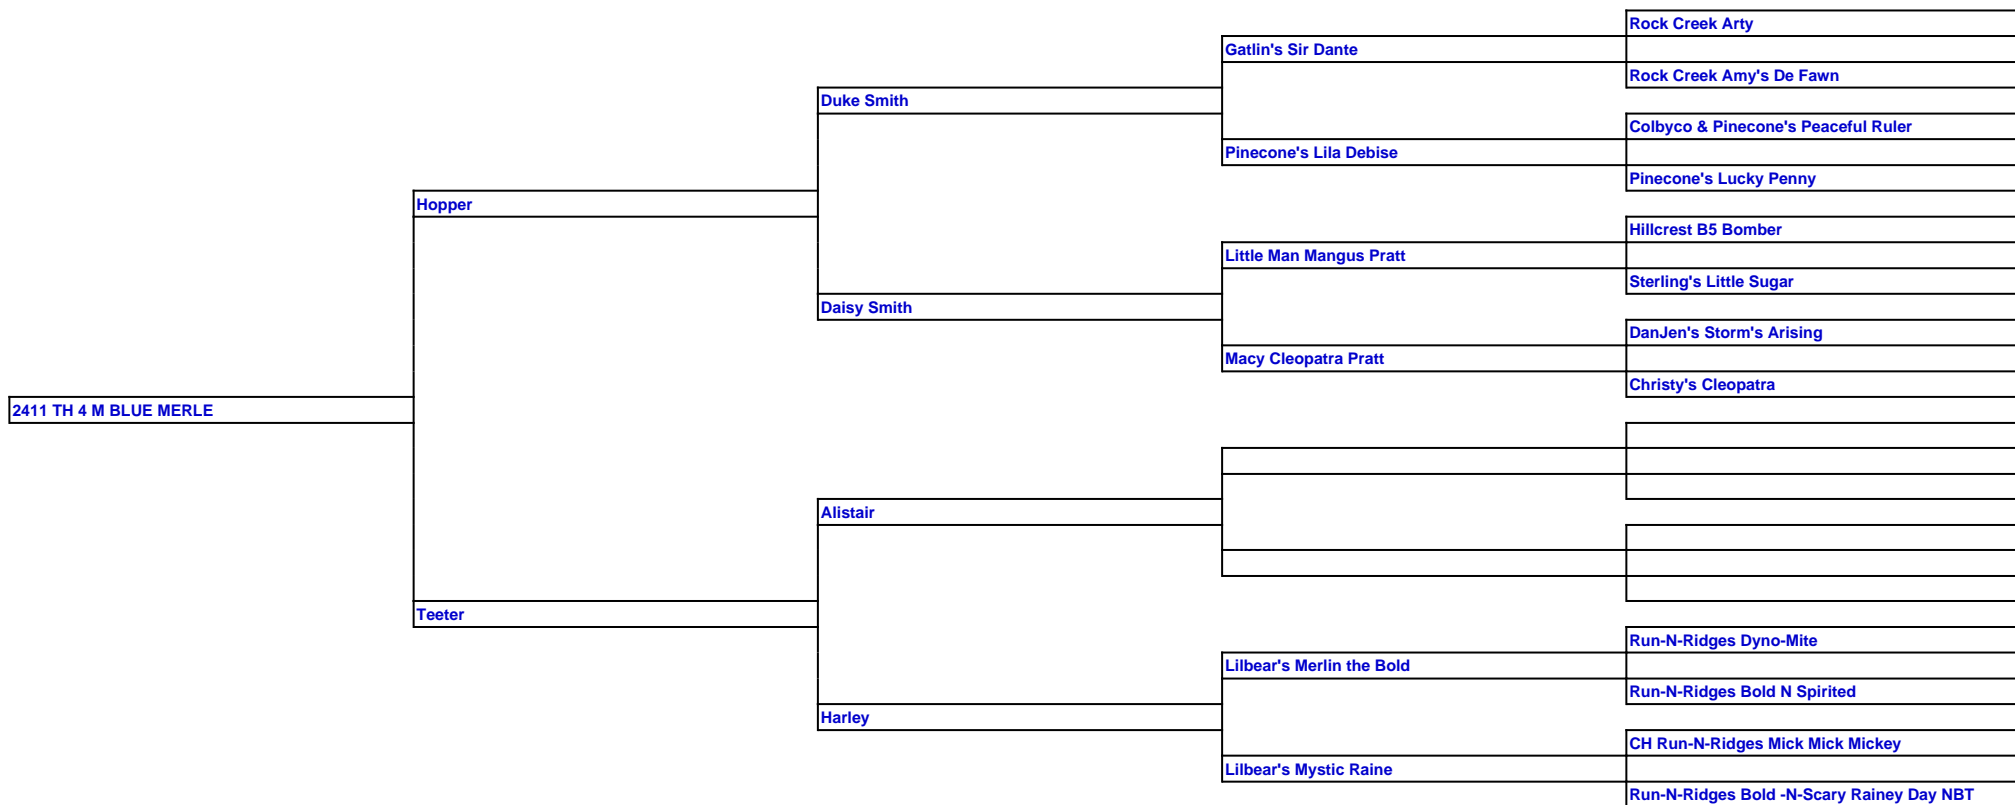 Rock Creek Arty
Gatlin's Sir Dante
Rock Creek Amy's De Fawn
Duke Smith
Colbyco & Pinecone's Peaceful Ruler
Pinecone's Lila Debise
Pinecone's Lucky Penny
Hopper
Hillcrest B5 Bomber
Little Man Mangus Pratt
Sterling's Little Sugar
Daisy Smith
DanJen's Storm's Arising
Macy Cleopatra Pratt
Christy's Cleopatra
2411 TH 4 M BLUE MERLE
Alistair
Teeter
Run-N-Ridges Dyno-Mite
Lilbear's Merlin the Bold
Run-N-Ridges Bold N Spirited
Harley
CH Run-N-Ridges Mick Mick Mickey
Lilbear's Mystic Raine
Run-N-Ridges Bold -N-Scary Rainey Day NBT